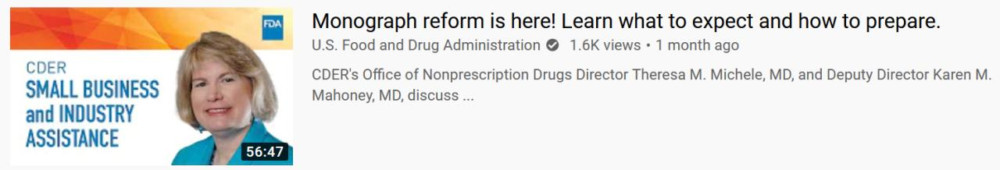 FDA
CDER
SMALL BUSINESS
and INDUSTRY
ASSISTANCE
56:47
Monograph reform is here! Learn what to expect and how to prepare.
U.S. Food and Drug Administration 1.6K views • 1 month ago
CDER's Office of Nonprescription Drugs Director Theresa M. Michele, MD, and Deputy Director Karen M.
Mahoney, MD, discuss ...